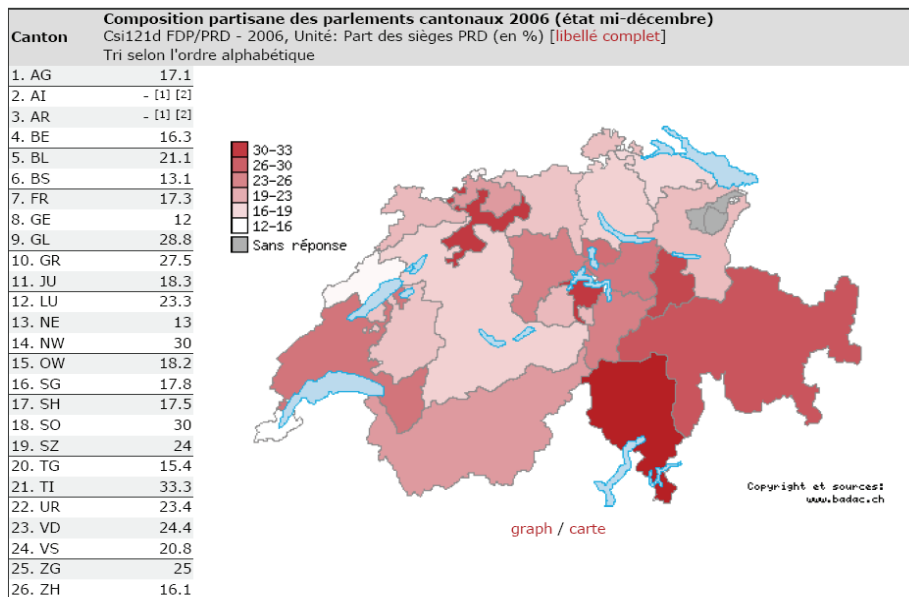 Canton
Composition partisane des parlements cantonaux 2006 (état mi-décembre)
Csi121d FDP/PRD - 2006, Unité: Part des sièges PRD (en %) [libellé complet]
Tri selon l'ordre alphabétique
1. AG 17.1
2. AI - [1] [2]
3. AR - [1] [2]
4. BE 16.3
5. BL 21.1
6. BS 13.1
7. FR 17.3
8. GE 12
9. GL 28.8
10. GR 27.5
11. JU 18.3
12. LU 23.3
13. NE 13
14. NW 30
15. OW 18.2
16. SG 17.8
17. SH 17.5
18. SO 30
19. SZ 24
20. TG 15.4
21. TI 33.3
22. UR 23.4
23. VD 24.4
24. VS 20.8
25. ZG 25
26. ZH 16.1
30-33
26-30
23-26
19-23
16-19
12-16
Sans réponse
Copyright et sources:
www.badac.ch
graph / carte